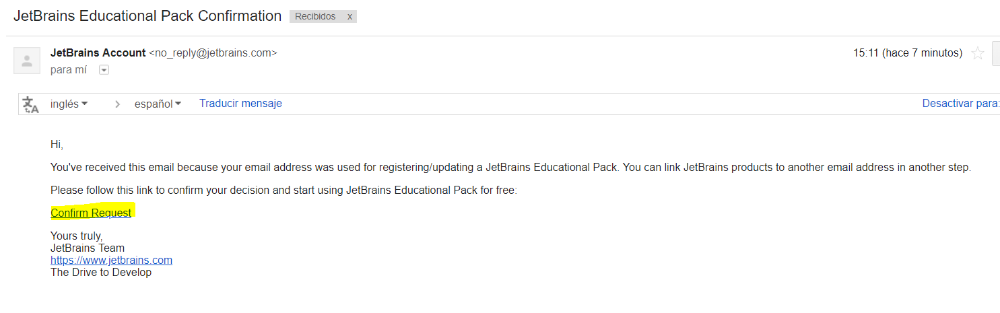 JetBrains Educational Pack Confirmation Recibidos x
JetBrains Account <no_reply@jetbrains.com> 15:11 (hace 7 minutos)
para mí
inglés español Traducir mensaje Desactivar para:
Hi,
You've received this email because your email address was used for registering/updating a JetBrains Educational Pack. You can link JetBrains products to another email address in another step.
Please follow this link to confirm your decision and start using JetBrains Educational Pack for free:
Confirm Request
Yours truly,
JetBrains Team
https://www.jetbrains.com
The Drive to Develop